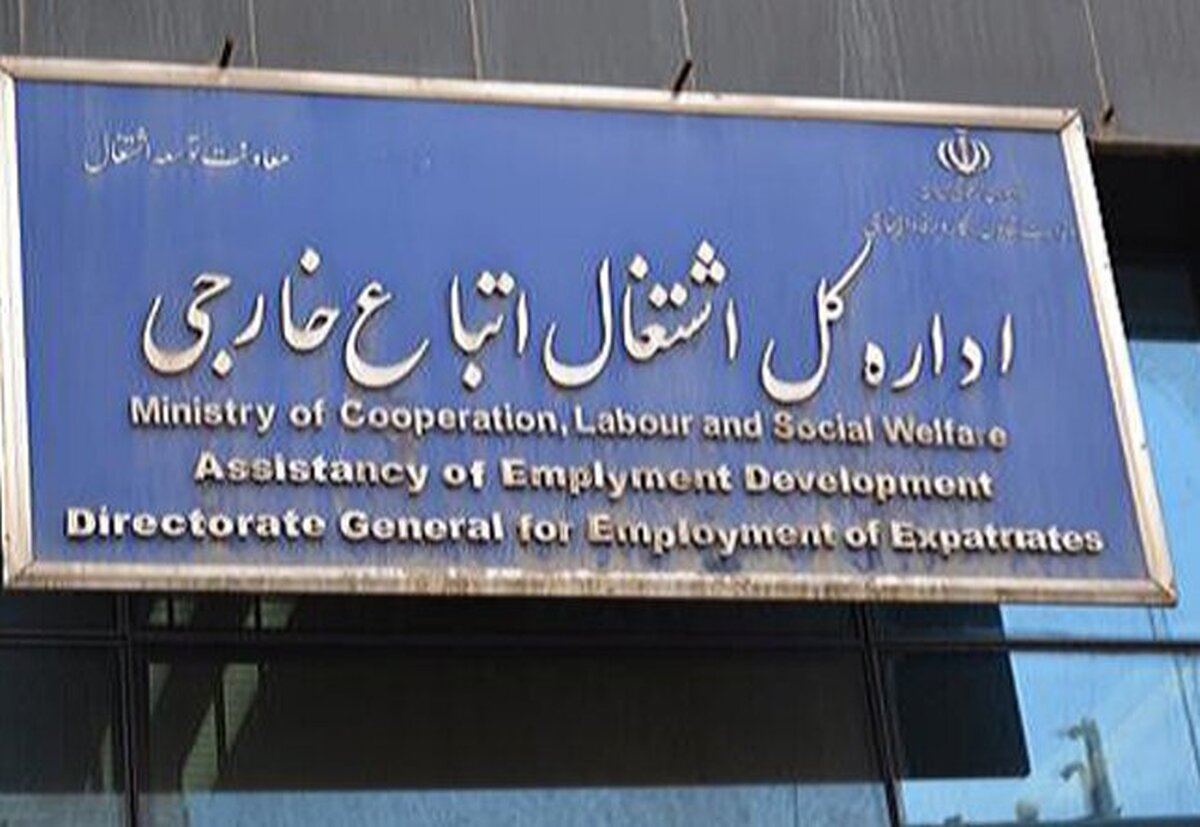 معاونت توسعه اشتغال
اداره کل اشتغال اتباع خارجی
Ministry of Cooperation, Labour and Social Welfare
Assistancy of Emplyment Development
Directorate General for Employment of Expatriates